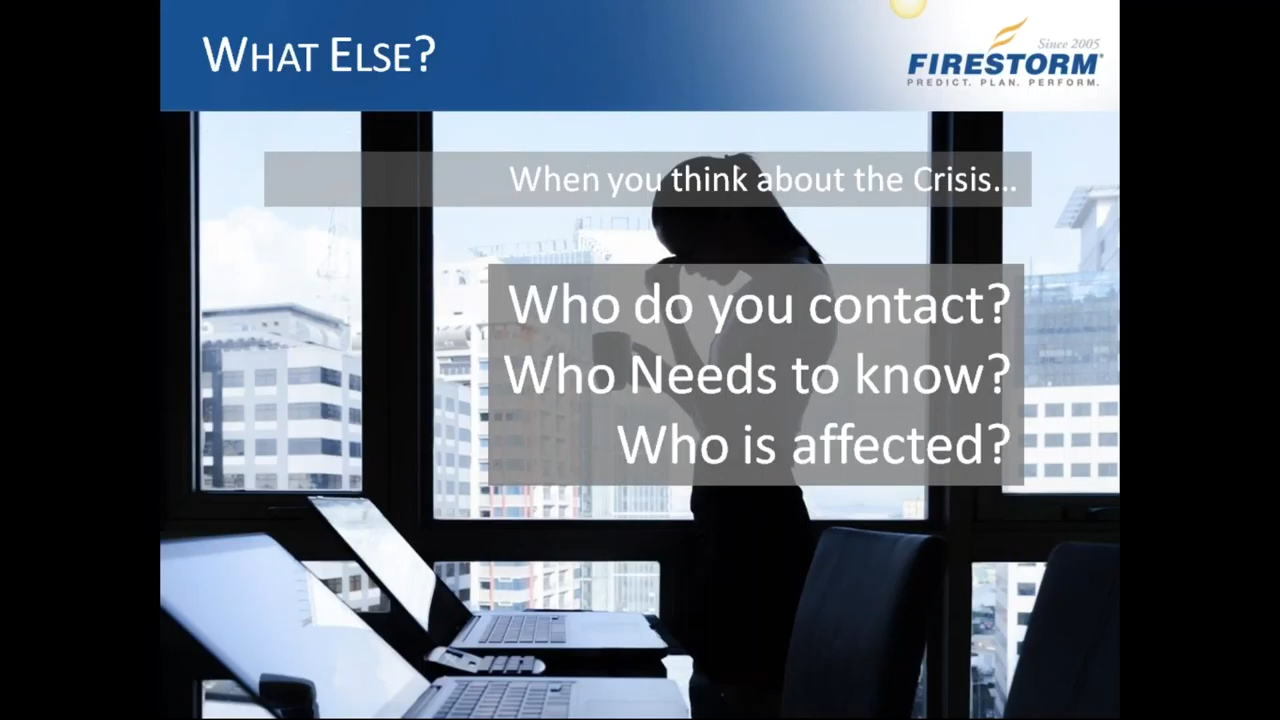 WHAT ELSE?
Since 2005
FIRESTORM®
PREDICT. PLAN. PERFORM.
When you think about the Crisis...
Who do you contact?
Who Needs to know?
Who is affected?